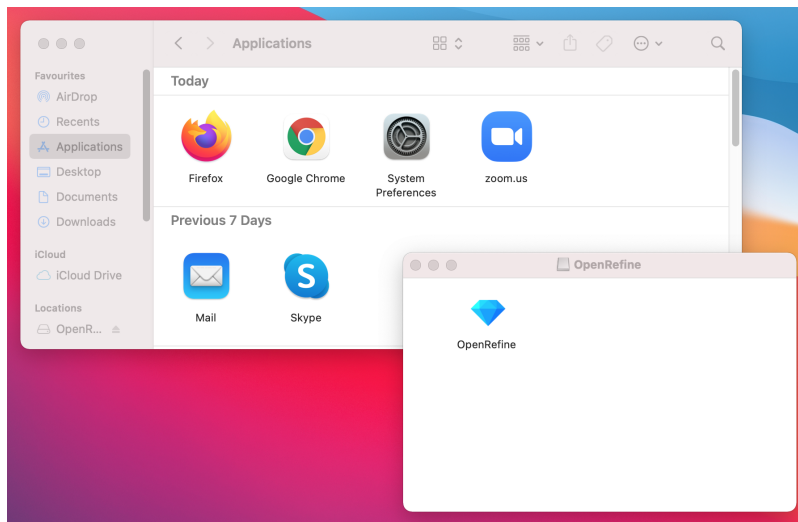 Applications
Favourites
AirDrop
Recents
Applications
Desktop
Documents
Downloads
iCloud
iCloud Drive
Locations
OpenR...
Today
Firefox
Google Chrome
System
Preferences
zoom.us
Previous 7 Days
Mail
Skype
OpenRefine
OpenRefine